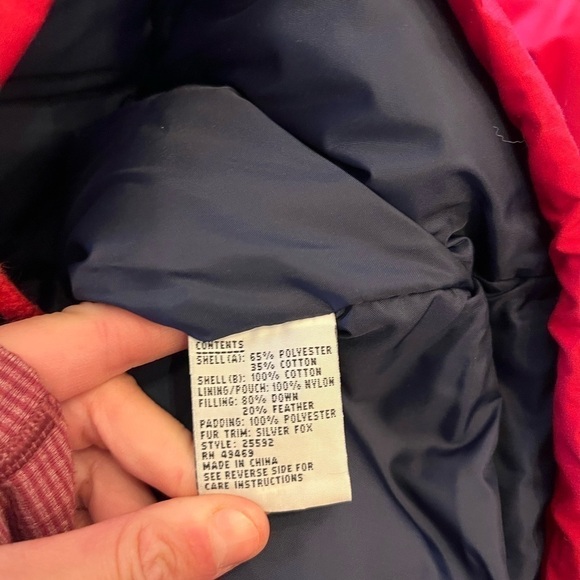 CONTENTS
SHELL(A): 65% POLYESTER
35% COTTON
SHELL(B): 100% COTTON
LINING/POUCH: 100% NYLON
FILLING: 80% DOWN
20% FEATHER
PADDING: 100% POLYESTER
FUR TRIM: SILVER FOX
STYLE: 25592
RN 49469
MADE IN CHINA
SEE REVERSE SIDE FOR
CARE INSTRUCTIONS